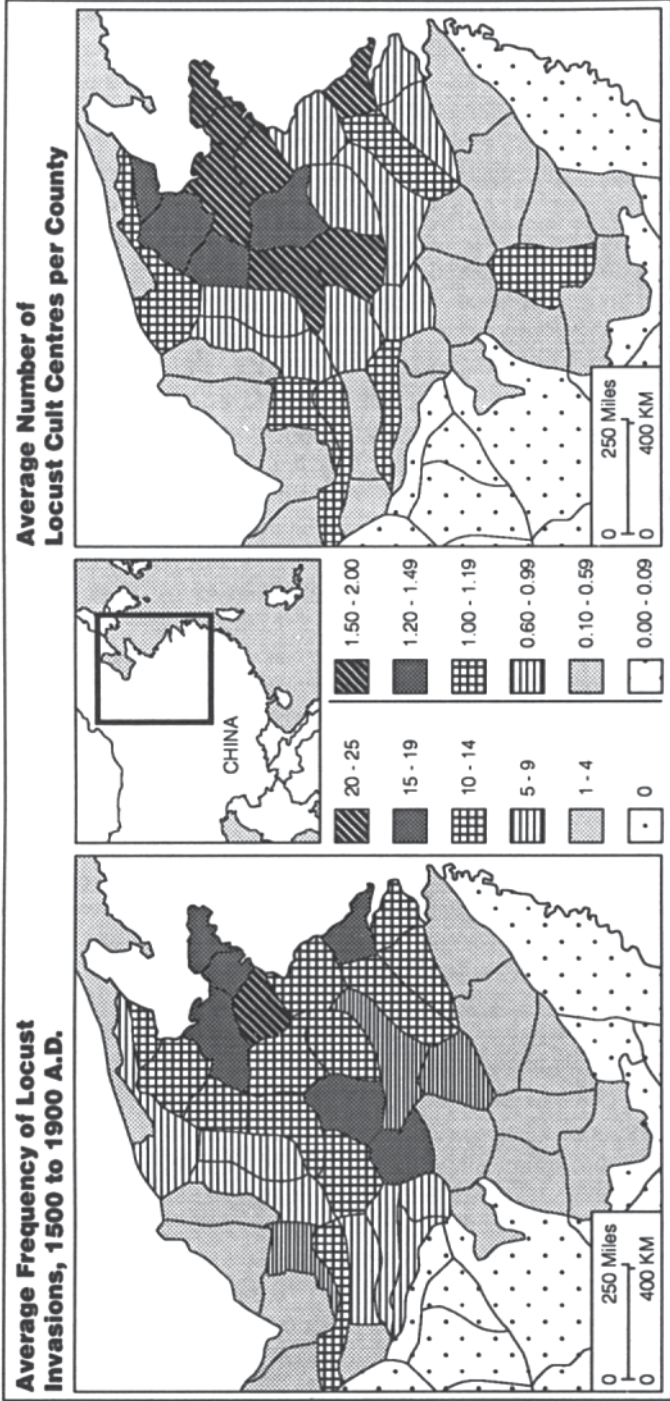 Average Frequency of Locust
Invasions, 1500 to 1900 A.D.
0 250 Miles
0 400 KM
CHINA
20 - 25
15 - 19
10 - 14
5 - 9
1 - 4
0
1.50 - 2.00
1.20 - 1.49
1.00 - 1.19
0.60 - 0.99
0.10 - 0.59
0.00 - 0.09
Average Number of
Locust Cult Centres per County
0 250 Miles
0 400 KM